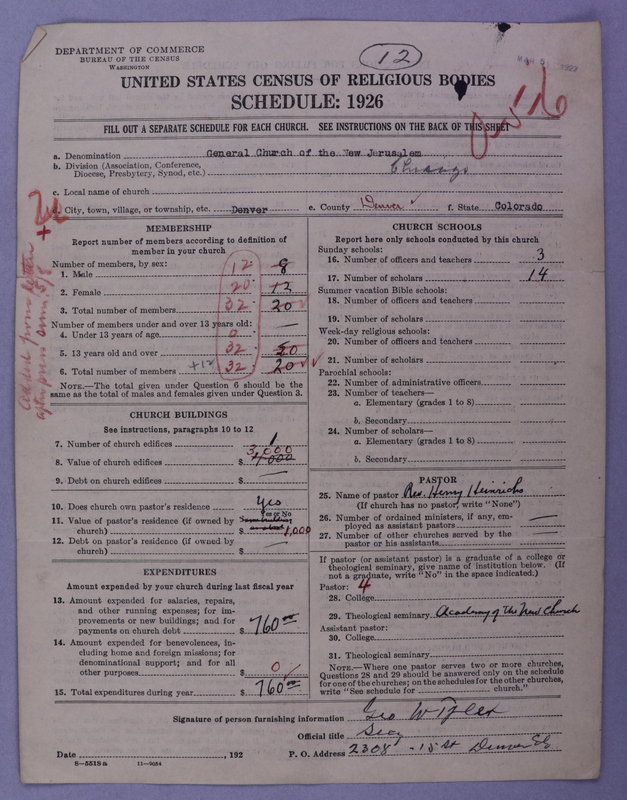 DEPARTMENT OF COMMERCE
BUREAU OF THE CENSUS
WASHINGTON
12
MAR 5 1927
UNITED STATES CENSUS OF RELIGIOUS BODIES
SCHEDULE: 1926
FILL OUT A SEPARATE SCHEDULE FOR EACH CHURCH. SEE INSTRUCTIONS ON THE BACK OF THIS SHEET
a. Denomination General Church of the New Jerusalem
b. Division (Association, Conference, Diocese, Presbytery, Synod, etc.)
c. Local name of church
d. City, town, village, or township, etc. Denver e. County Denver ✓ f. State Colorado
MEMBERSHIP
Report number of members according to definition of
member in your church
Number of members, by sex:
1. Male 12 8
2. Female 20 12
3. Total number of members 32 20
Number of members under and over 13 years old:
4. Under 13 years of age 0 —
5. 13 years old and over 32 20
6. Total number of members +12 32 20 ✓
NOTE.—The total given under Question 6 should be the
same as the total of males and females given under Question 3.
CHURCH BUILDINGS
See instructions, paragraphs 10 to 12
7. Number of church edifices 1
8. Value of church edifices $ 3,000
9. Debt on church edifices $ —
10. Does church own pastor's residence Yes
Yes or No
11. Value of pastor's residence (if owned by
church) $ 1,000
12. Debt on pastor's residence (if owned by
church) $ —
EXPENDITURES
Amount expended by your church during last fiscal year
13. Amount expended for salaries, repairs,
and other running expenses; for im-
provements or new buildings; and for
payments on church debt $ 760 00
14. Amount expended for benevolences, in-
cluding home and foreign missions; for
denominational support; and for all
other purposes $ 0
15. Total expenditures during year $ 760 00
CHURCH SCHOOLS
Report here only schools conducted by this church
Sunday schools:
16. Number of officers and teachers 3
17. Number of scholars 14
Summer vacation Bible schools:
18. Number of officers and teachers
19. Number of scholars
Week-day religious schools:
20. Number of officers and teachers
21. Number of scholars
Parochial schools:
22. Number of administrative officers
23. Number of teachers—
a. Elementary (grades 1 to 8)
b. Secondary
24. Number of scholars—
a. Elementary (grades 1 to 8)
b. Secondary
PASTOR
25. Name of pastor Rev. Henry Heinrichs
(If church has no pastor, write "None")
26. Number of ordained ministers, if any, em-
ployed as assistant pastors —
27. Number of other churches served by the
pastor or his assistants —
If pastor (or assistant pastor) is a graduate of a college or
theological seminary, give name of institution below. (If
not a graduate, write "No" in the space indicated.)
Pastor: 4
28. College
29. Theological seminary Academy of the New Church
Assistant pastor:
30. College
31. Theological seminary
NOTE.—Where one pastor serves two or more churches,
Questions 28 and 29 should be answered only on the schedule
for one of the churches; on the schedules for the other churches,
write "See schedule for church."
Signature of person furnishing information Geo W Tyler
Official title Secy
Date , 192 P. O. Address 2308 - 15 St Denver
8—5518 a 11—9054